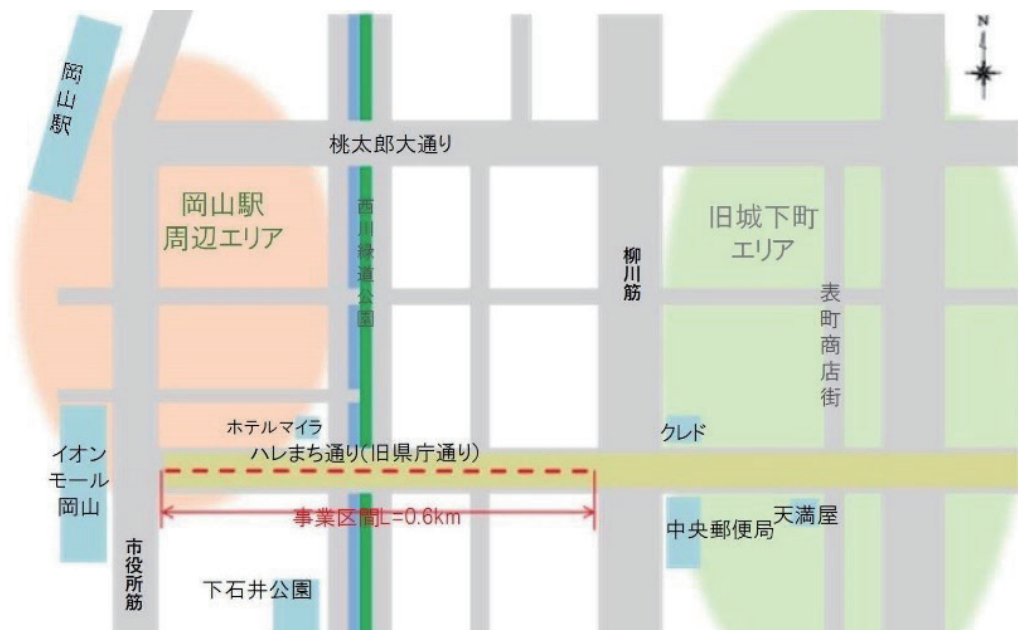 N
岡山駅
桃太郎大通り
岡山駅
周辺エリア
西川緑道公園
柳川筋
旧城下町
エリア
表町商店街
ホテルマイラ
クレド
ハレまち通り(旧県庁通り)
イオン
モール
岡山
事業区間L=0.6km
中央郵便局
天満屋
市役所筋
下石井公園